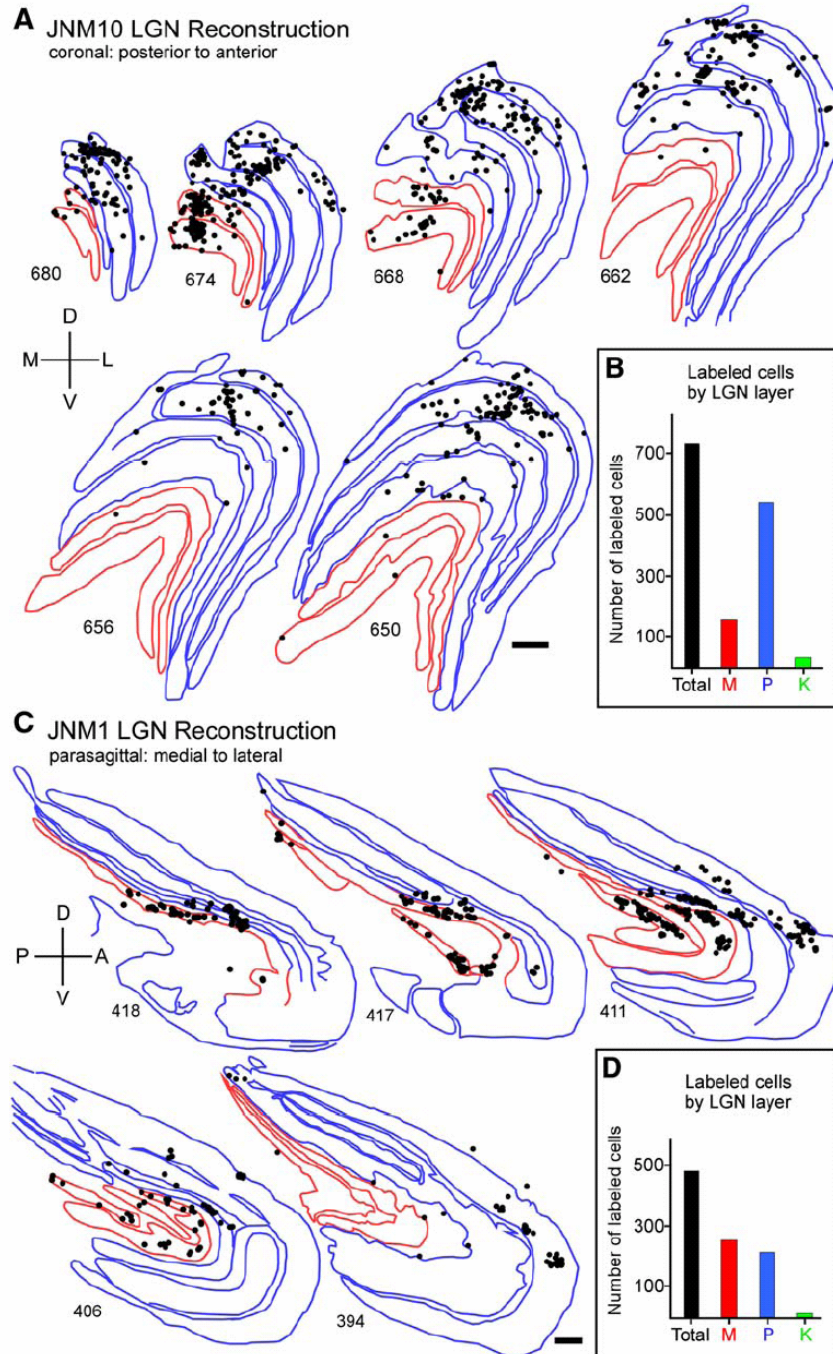 A JNM10 LGN Reconstruction
coronal: posterior to anterior
680
674
668
662
D
M L
V
656
650
B Labeled cells
by LGN layer
Number of labeled cells
700
500
300
100
Total M P K
C JNM1 LGN Reconstruction
parasagittal: medial to lateral
D
P A
V
418
417
411
406
394
D Labeled cells
by LGN layer
Number of labeled cells
500
300
100
Total M P K